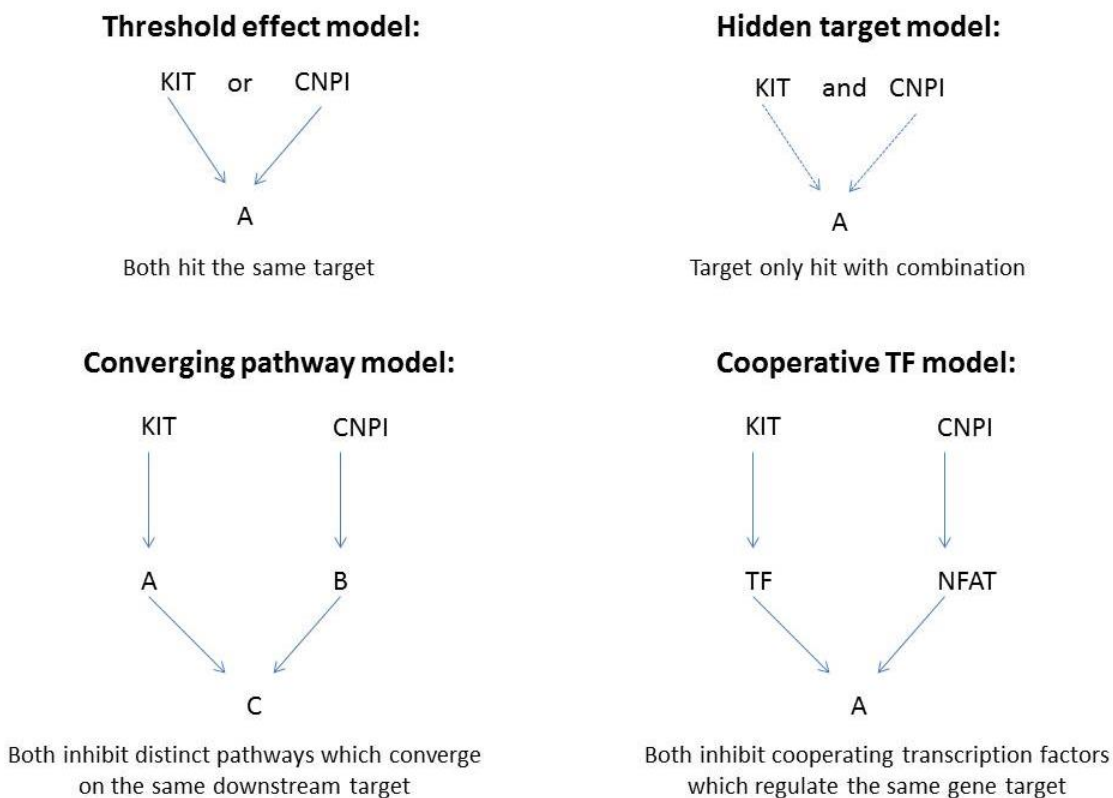 Threshold effect model:
KIT or CNPI
A
Both hit the same target
Hidden target model:
KIT and CNPI
A
Target only hit with combination
Converging pathway model:
KIT CNPI
A B
C
Both inhibit distinct pathways which converge
on the same downstream target
Cooperative TF model:
KIT CNPI
TF NFAT
A
Both inhibit cooperating transcription factors
which regulate the same gene target